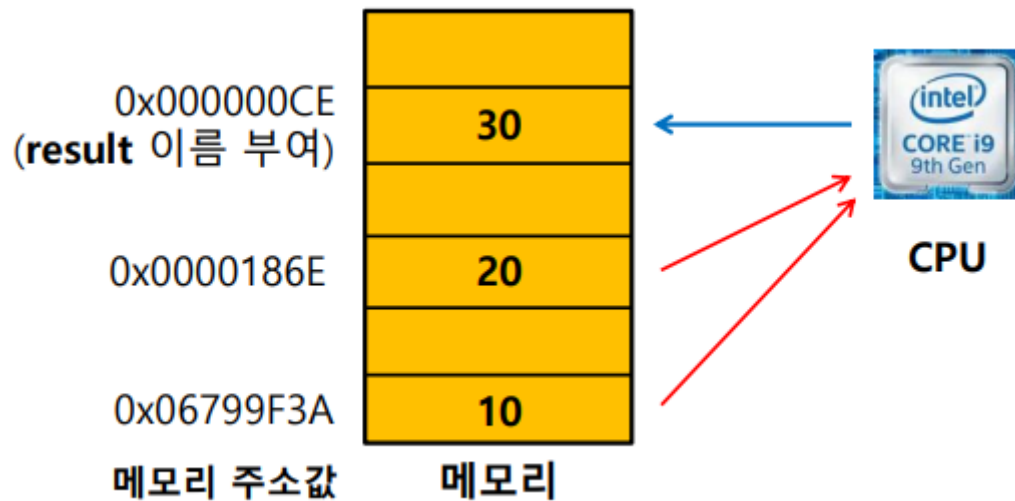 0x000000CE
(result 이름 부여)
30
0x0000186E
20
0x06799F3A
10
메모리 주소값
메모리
intel
CORE i9
9th Gen
CPU